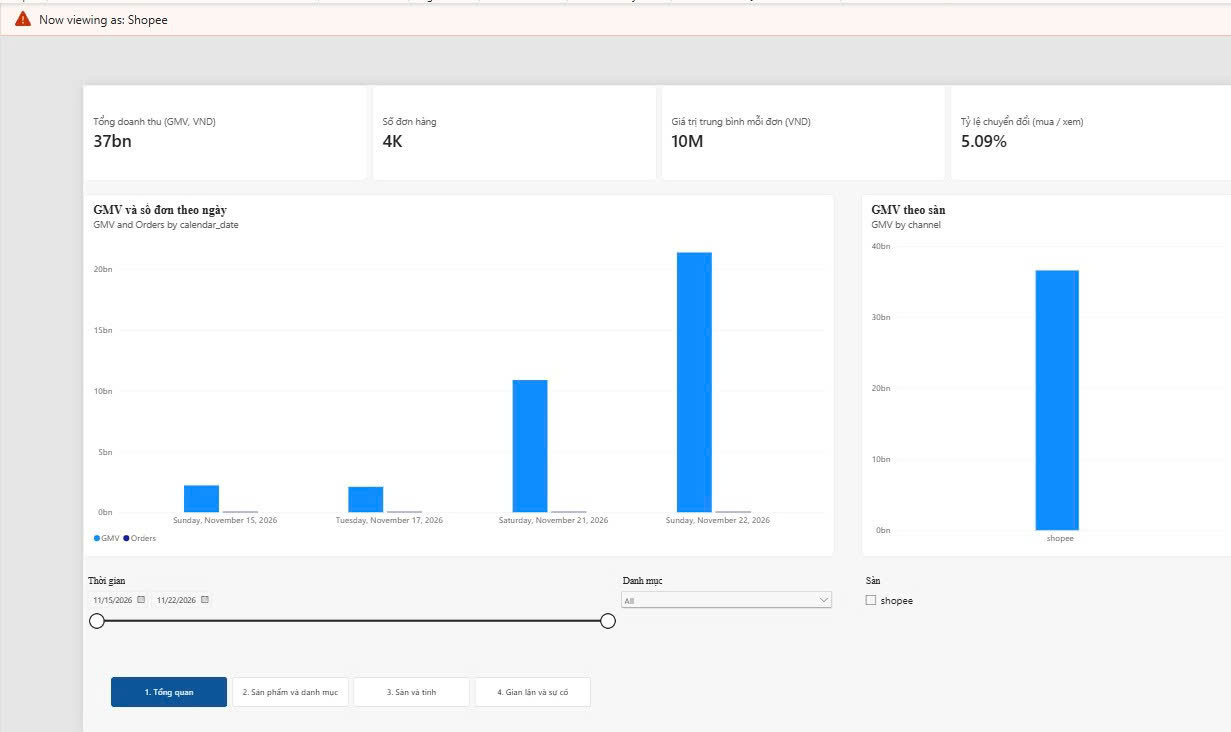 Now viewing as: Shopee
Tổng doanh thu (GMV, VND)
37bn
Số đơn hàng
4K
Giá trị trung bình mỗi đơn (VND)
10M
Tỷ lệ chuyển đổi (mua / xem)
5.09%
GMV và số đơn theo ngày
GMV and Orders by calendar_date
20bn
15bn
10bn
5bn
0bn
Sunday, November 15, 2026
Tuesday, November 17, 2026
Saturday, November 21, 2026
Sunday, November 22, 2026
GMV Orders
GMV theo sàn
GMV by channel
40bn
30bn
20bn
10bn
0bn
shopee
Thời gian
11/15/2026 11/22/2026
Danh mục
All
Sàn
shopee
1. Tổng quan
2. Sản phẩm và danh mục
3. Sàn và tỉnh
4. Gian lận và sự cố